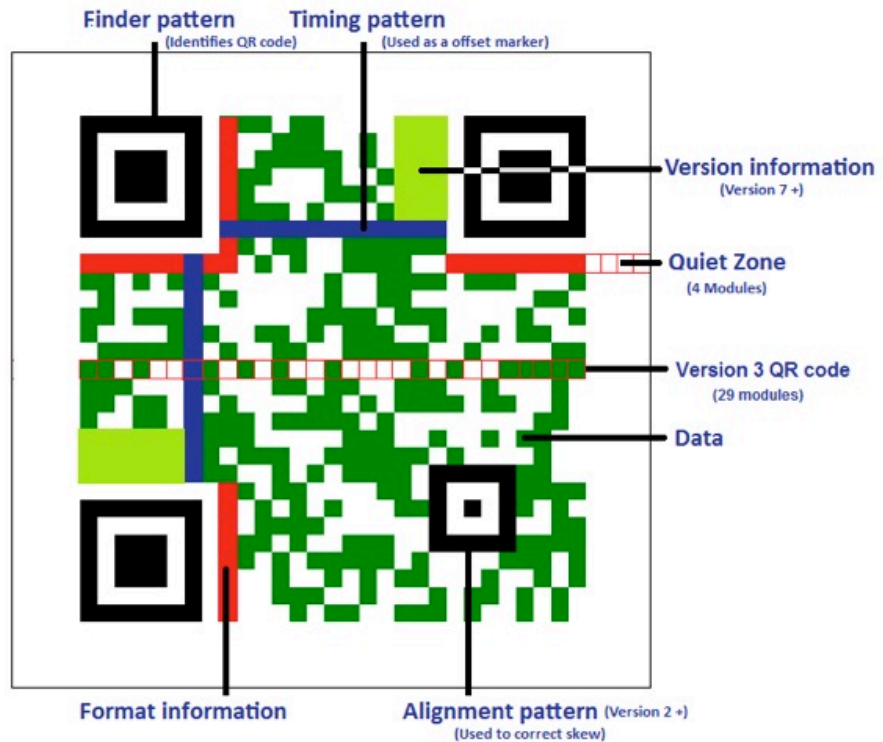 Finder pattern
(Identifies QR code)
Timing pattern
(Used as a offset marker)
Version information
(Version 7 +)
Quiet Zone
(4 Modules)
Version 3 QR code
(29 modules)
Data
Format information
Alignment pattern (Version 2 +)
(Used to correct skew)